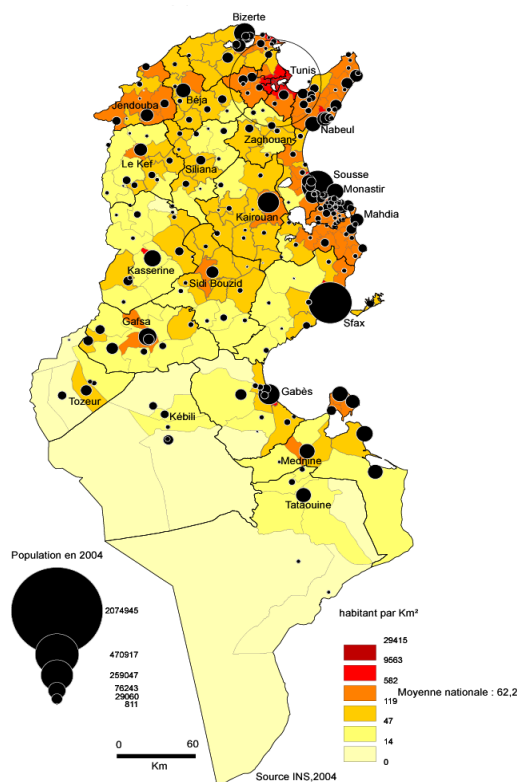 Bizerte
Tunis
Jendouba
Béja
Nabeul
Zaghouan
Le Kef
Siliana
Sousse
Monastir
Mahdia
Kairouan
Kasserine
Sidi Bouzid
Sfax
Gafsa
Gabès
Tozeur
Kébili
Mednine
Tataouine
Population en 2004
2074945
470917
259047
76243
29060
811
habitant par Km²
29415
9563
582
119
Moyenne nationale : 62,2
47
14
0
0 60
Km
Source INS,2004